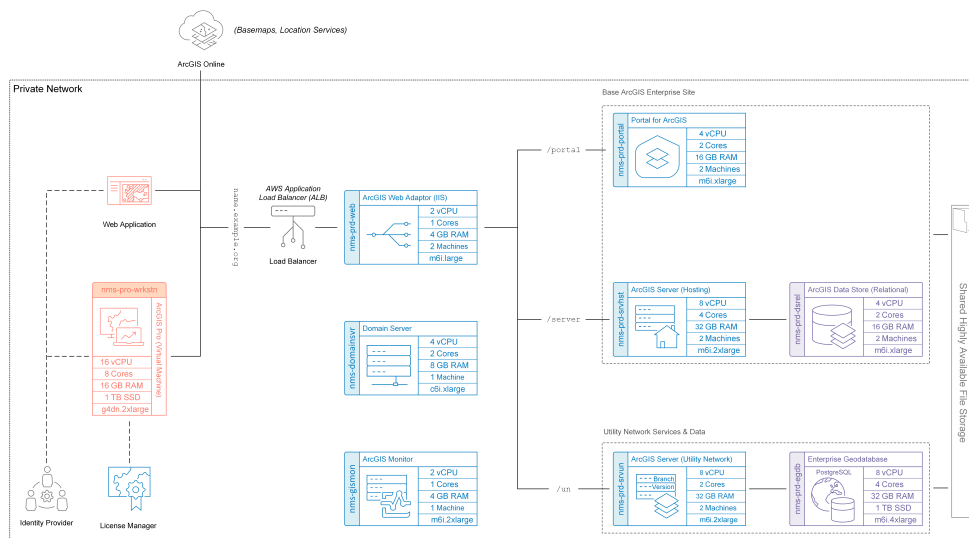 (Basemaps, Location Services)
ArcGIS Online
Private Network
Base ArcGIS Enterprise Site
Web Application
name.example.org
AWS Application
Load Balancer (ALB)
Load Balancer
nms-prd-web
ArcGIS Web Adaptor (IIS)
2 vCPU
1 Cores
4 GB RAM
2 Machines
m6i.large
/portal
nms-prd-portal
Portal for ArcGIS
4 vCPU
2 Cores
16 GB RAM
2 Machines
m6i.xlarge
nms-pro-wrkstn
ArcGIS Pro (Virtual Machine)
16 vCPU
8 Cores
16 GB RAM
1 TB SSD
g4dn.2xlarge
nms-domainsvr
Domain Server
4 vCPU
2 Cores
8 GB RAM
1 Machine
c5i.xlarge
/server
nms-prd-srvhst
ArcGIS Server (Hosting)
8 vCPU
4 Cores
32 GB RAM
2 Machines
m6i.2xlarge
nms-prd-dsrel
ArcGIS Data Store (Relational)
4 vCPU
2 Cores
16 GB RAM
2 Machines
m6i.xlarge
Shared Highly Available File Storage
Utility Network Services & Data
Identity Provider
License Manager
nms-gismon
ArcGIS Monitor
2 vCPU
1 Cores
4 GB RAM
1 Machine
m6i.2xlarge
/un
nms-prd-srvun
ArcGIS Server (Utility Network)
Branch
Version
8 vCPU
2 Cores
32 GB RAM
2 Machines
m6i.2xlarge
nms-prd-egdb
Enterprise Geodatabase
PostgreSQL
8 vCPU
4 Cores
32 GB RAM
1 TB SSD
m6i.4xlarge